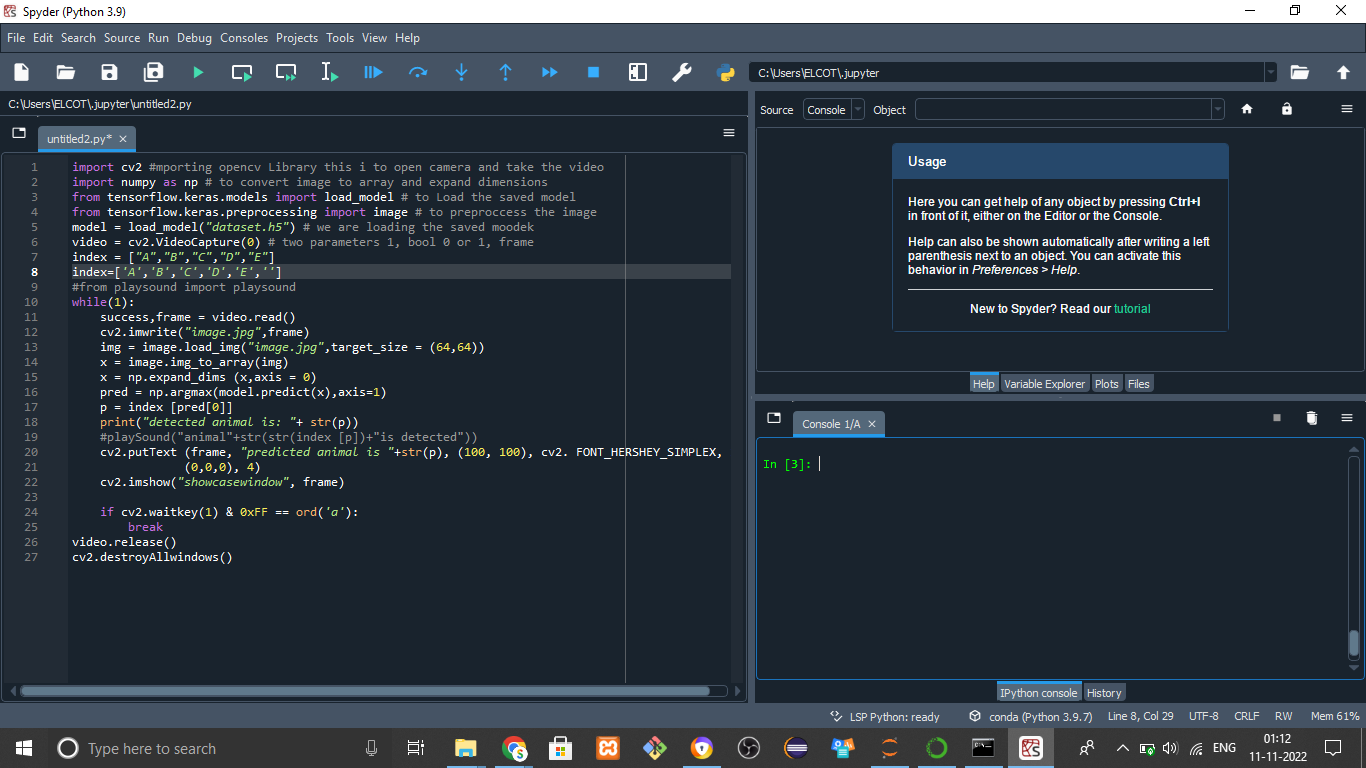 Spyder (Python 3.9)
File Edit Search Source Run Debug Consoles Projects Tools View Help
C:\Users\ELCOT\.jupyter
C:\Users\ELCOT\.jupyter\untitled2.py
untitled2.py*
1 import cv2 #mporting opencv Library this i to open camera and take the video
2 import numpy as np # to convert image to array and expand dimensions
3 from tensorflow.keras.models import load_model # to Load the saved model
4 from tensorflow.keras.preprocessing import image # to preproccess the image
5 model = load_model("dataset.h5") # we are loading the saved moodek
6 video = cv2.VideoCapture(0) # two parameters 1, bool 0 or 1, frame
7 index = ["A","B","C","D","E"]
8 index=['A','B','C','D','E','']
9 #from playsound import playsound
10 while(1):
11     success,frame = video.read()
12     cv2.imwrite("image.jpg",frame)
13     img = image.load_img("image.jpg",target_size = (64,64))
14     x = image.img_to_array(img)
15     x = np.expand_dims (x,axis = 0)
16     pred = np.argmax(model.predict(x),axis=1)
17     p = index [pred[0]]
18     print("detected animal is: "+ str(p))
19     #playSound("animal"+str(str(index [p])+"is detected"))
20     cv2.putText (frame, "predicted animal is "+str(p), (100, 100), cv2. FONT_HERSHEY_SIMPLEX,
21                 (0,0,0), 4)
22     cv2.imshow("showcasewindow", frame)
23
24     if cv2.waitkey(1) & 0xFF == ord('a'):
25         break
26 video.release()
27 cv2.destroyAllwindows()
Source Console Object
Usage
Here you can get help of any object by pressing Ctrl+I
in front of it, either on the Editor or the Console.
Help can also be shown automatically after writing a left
parenthesis next to an object. You can activate this
behavior in Preferences > Help.
New to Spyder? Read our tutorial
Help Variable Explorer Plots Files
Console 1/A
In [3]:
IPython console History
LSP Python: ready conda (Python 3.9.7) Line 8, Col 29 UTF-8 CRLF RW Mem 61%
Type here to search
ENG
01:12
11-11-2022